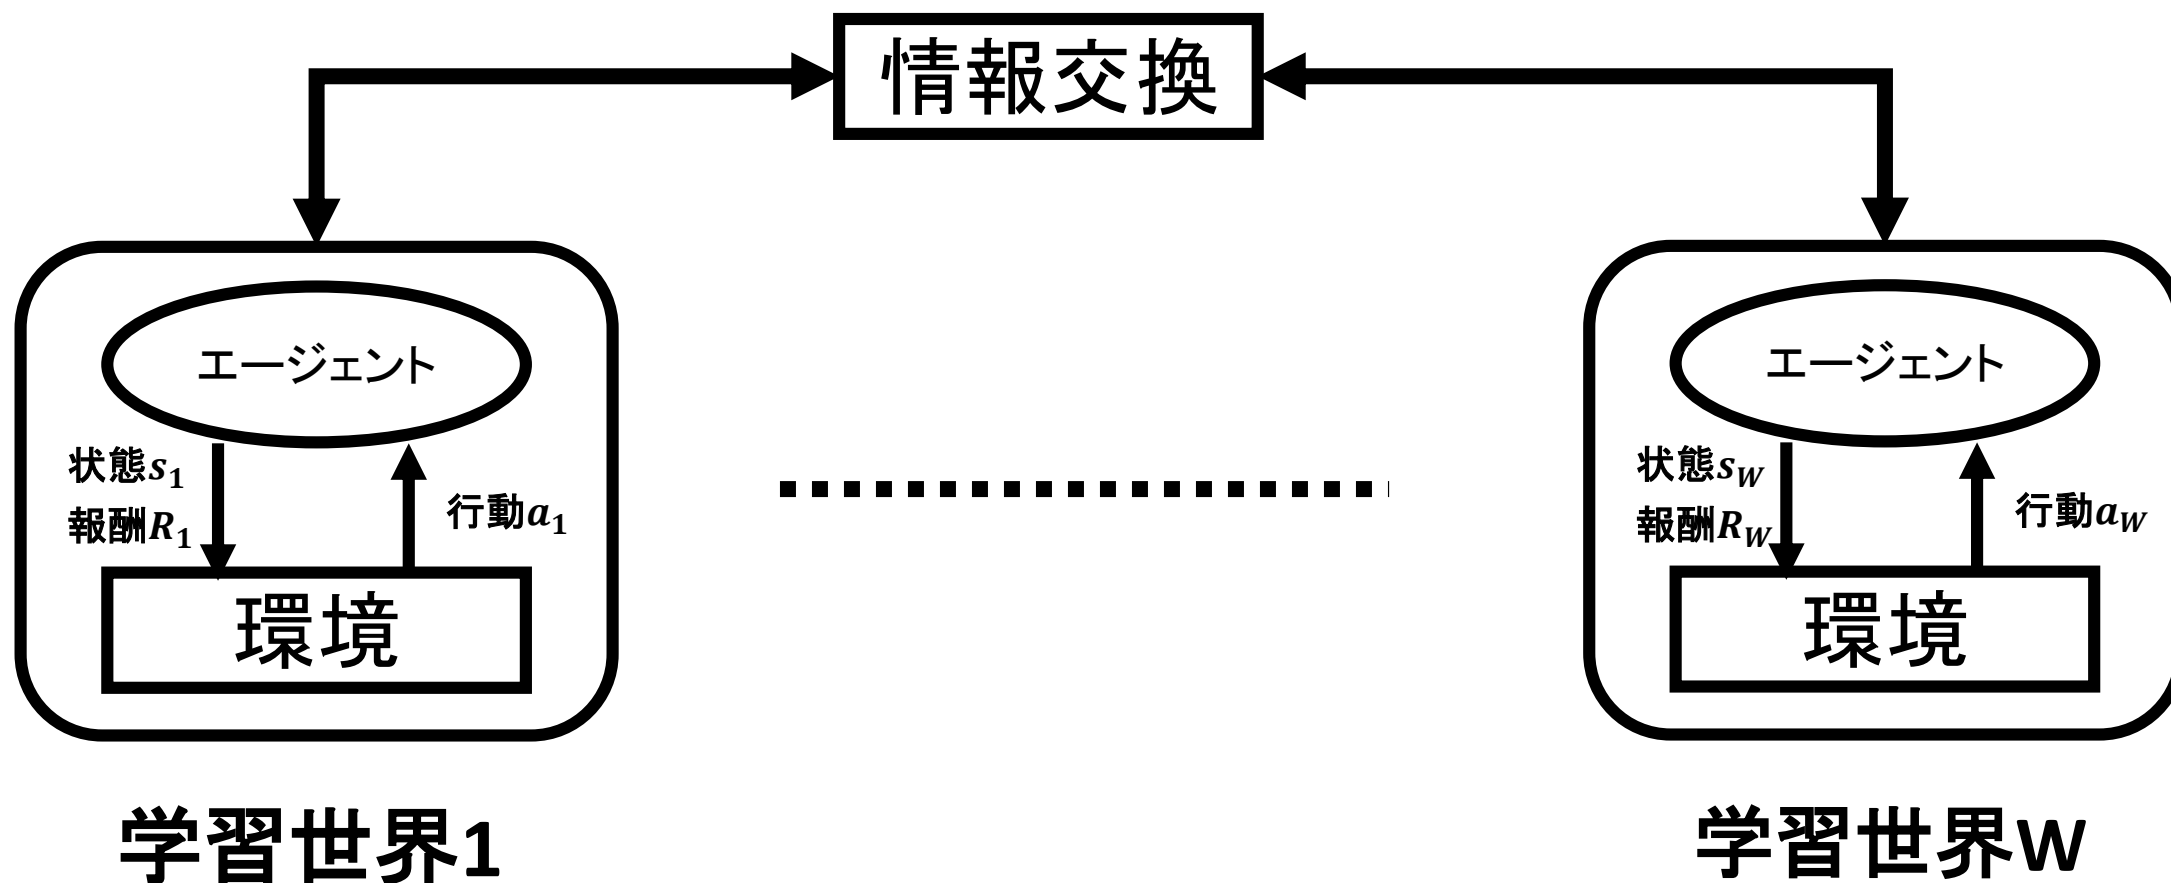 情報交換
エージェント
状態s₁
報酬R₁
行動a₁
環境
学習世界1
エージェント
状態s_W
報酬R_W
行動a_W
環境
学習世界W